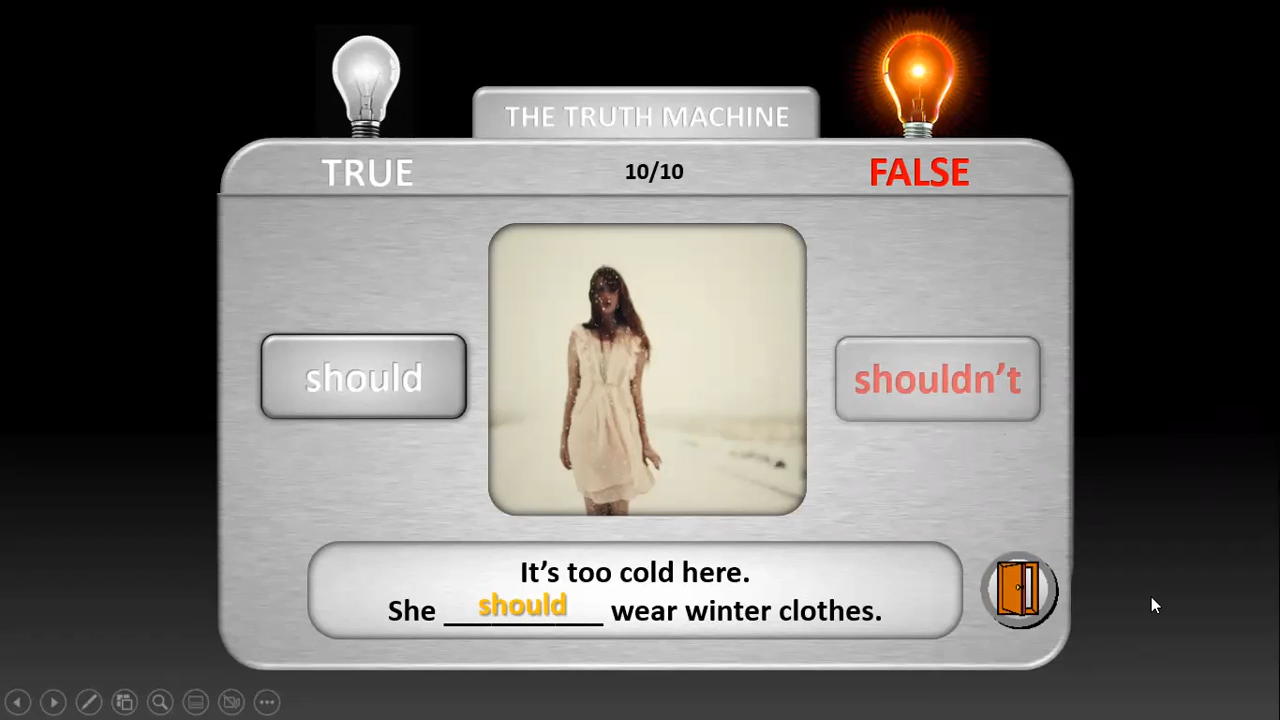 THE TRUTH MACHINE
TRUE
10/10
FALSE
should
shouldn’t
It’s too cold here.
She should wear winter clothes.